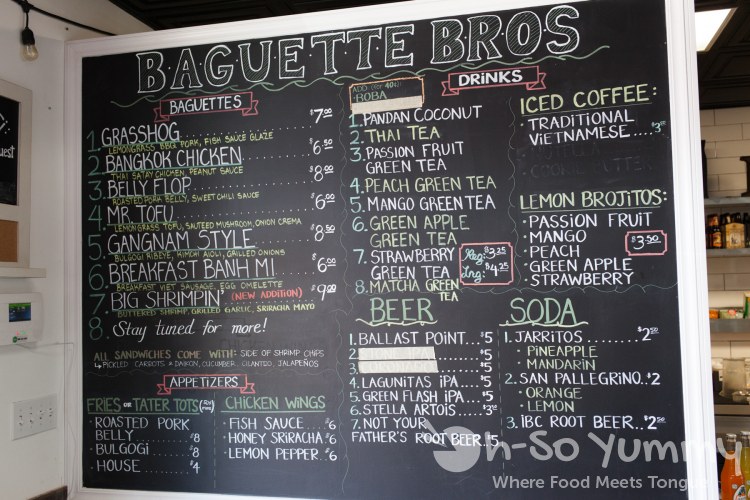 BAGUETTE BROS
BAGUETTES
1. GRASSHOG $7.00
LEMONGRASS BBQ PORK, FISH SAUCE GLAZE
2. BANGKOK CHICKEN $6.50
THAI SATAY CHICKEN, PEANUT SAUCE
3. BELLY FLOP $8
ROASTED PORK BELLY, SWEET CHILI SAUCE
4. MR. TOFU $6
LEMONGRASS TOFU, SAUTEED MUSHROOM, ONION CREMA
5. GANGNAM STYLE $8.50
BULGOGI RIBEYE, KIMCHI AIOLI, GRILLED ONIONS
6. BREAKFAST BANH MI $6.00
BREAKFAST VIET SAUSAGE, EGG OMELETTE
7. BIG SHRIMPIN' (NEW ADDITION) $9.00
BUTTERED SHRIMP, GRILLED GARLIC, SRIRACHA MAYO
8. Stay tuned for more!
ALL SANDWICHES COME WITH: SIDE OF SHRIMP CHIPS
PICKLED CARROTS & DAIKON, CUCUMBER, CILANTRO, JALAPEÑOS
APPETIZERS
FRIES OR TATER TOTS
ROASTED PORK
BELLY $8
BULGOGI $8
HOUSE $4
CHICKEN WINGS
FISH SAUCE $6
HONEY SRIRACHA $6
LEMON PEPPER $6
DRINKS
ADD (for 40¢)
BOBA
1. PANDAN COCONUT
2. THAI TEA
3. PASSION FRUIT
GREEN TEA
4. PEACH GREEN TEA
5. MANGO GREEN TEA
6. GREEN APPLE
GREEN TEA
7. STRAWBERRY
GREEN TEA
8. MATCHA GREEN
TEA
Reg: $3.25
Lrg: $4.25
ICED COFFEE:
• TRADITIONAL
VIETNAMESE
LEMON BROJITOS:
• PASSION FRUIT
• MANGO
• PEACH
• GREEN APPLE
• STRAWBERRY
$3.50
BEER
1. BALLAST POINT... $5
2.
3.
4. LAGUNITAS IPA... $5
5. GREEN FLASH IPA... $5
6. STELLA ARTOIS
7. NOT YOUR
FATHER'S ROOT BEER.. $5
SODA
1. JARRITOS $2.50
• PINEAPPLE
• MANDARIN
2. SAN PALLEGRINO.. $2
• ORANGE
• LEMON
3. IBC ROOT BEER... $2.50
Oh-So Yummy
Where Food Meets Tongue